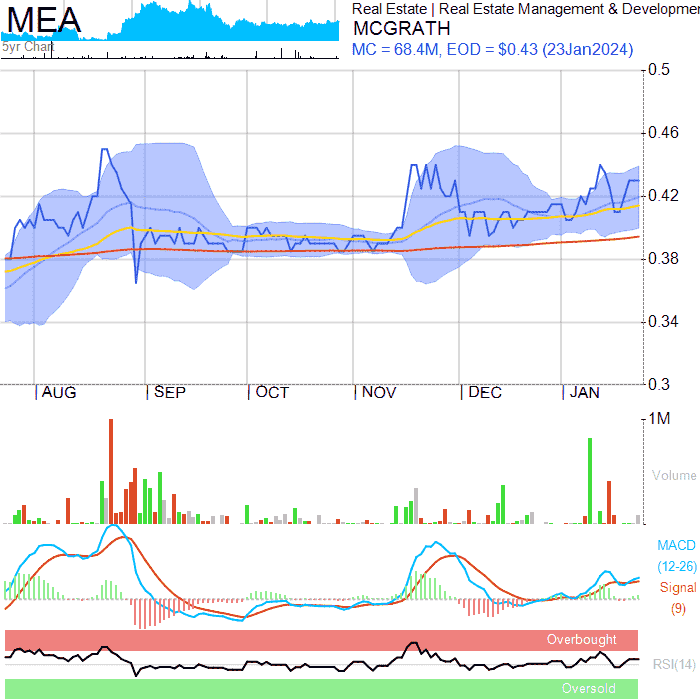 MEA
5yr Chart
Real Estate | Real Estate Management & Developmen
MCGRATH
MC = 68.4M, EOD = $0.43 (23Jan2024)
0.5
0.46
0.42
0.38
0.34
0.3
AUG SEP OCT NOV DEC JAN
1M
Volume
MACD
(12-26)
Signal
(9)
Overbought
RSI(14)
Oversold